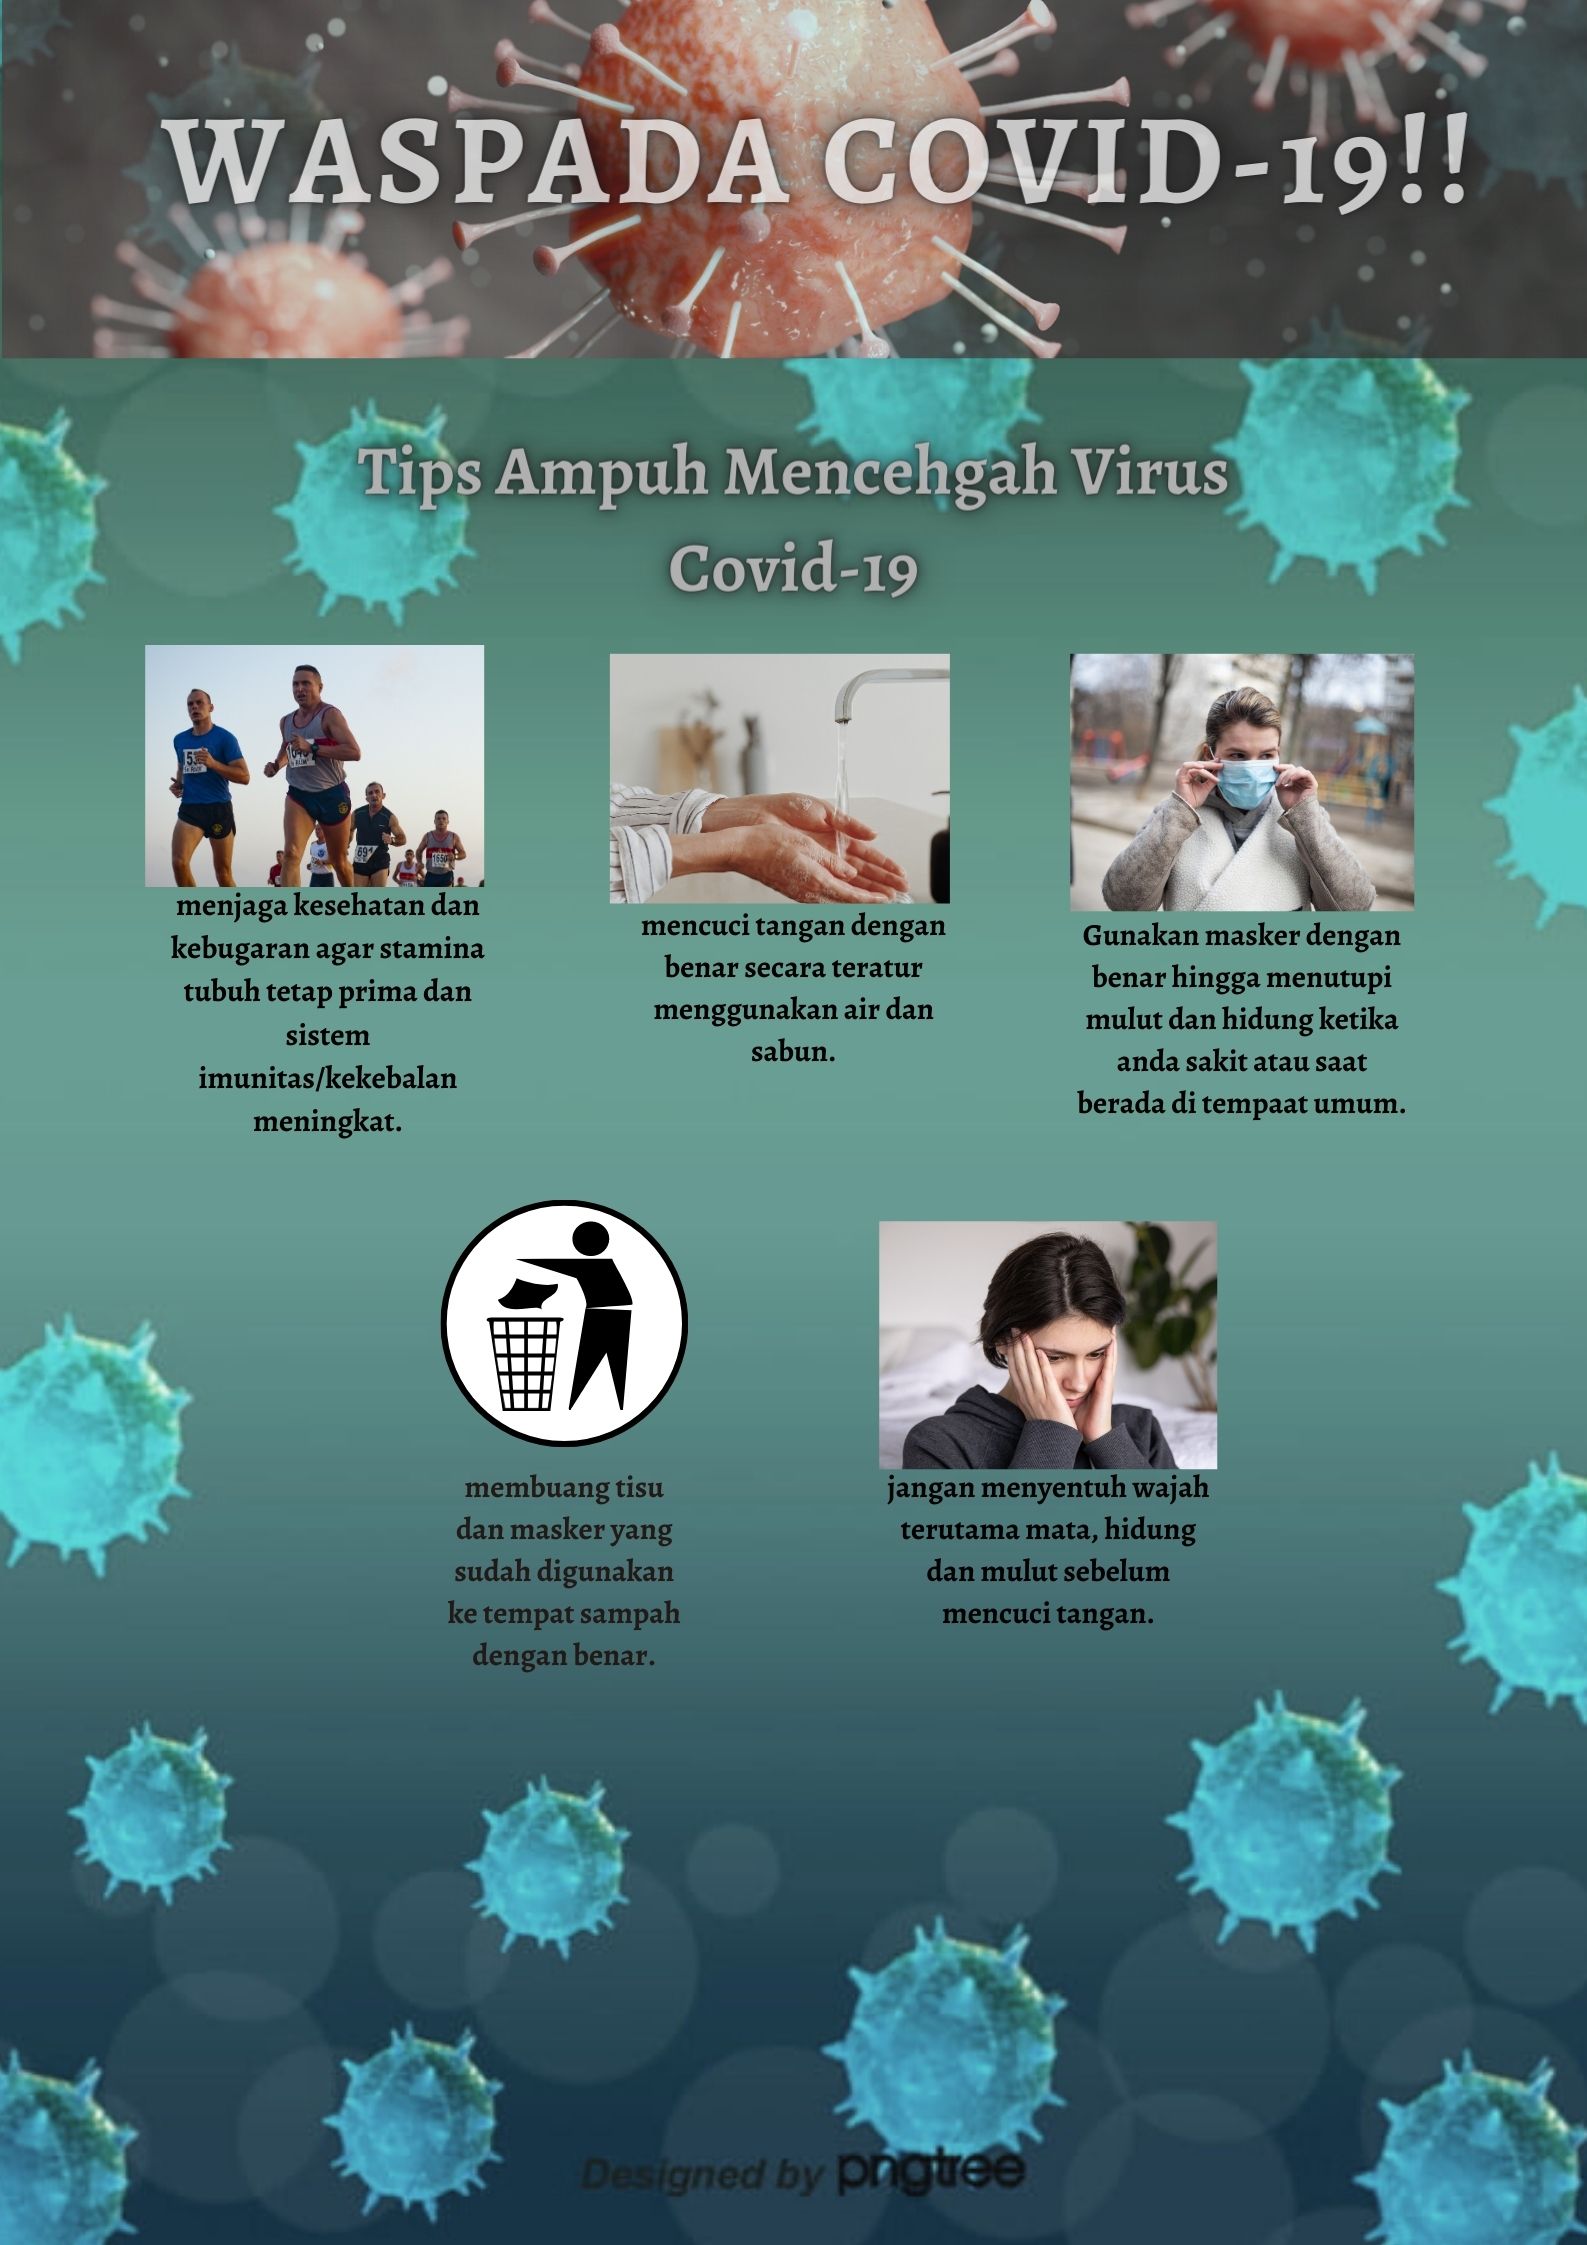 WASPADA COVID-19!!
Tips Ampuh Mencehgah Virus
Covid-19
menjaga kesehatan dan
kebugaran agar stamina
tubuh tetap prima dan
sistem
imunitas/kekebalan
meningkat.
mencuci tangan dengan
benar secara teratur
menggunakan air dan
sabun.
Gunakan masker dengan
benar hingga menutupi
mulut dan hidung ketika
anda sakit atau saat
berada di tempaat umum.
membuang tisu
dan masker yang
sudah digunakan
ke tempat sampah
dengan benar.
jangan menyentuh wajah
terutama mata, hidung
dan mulut sebelum
mencuci tangan.
Designed by pngtree
691
1650